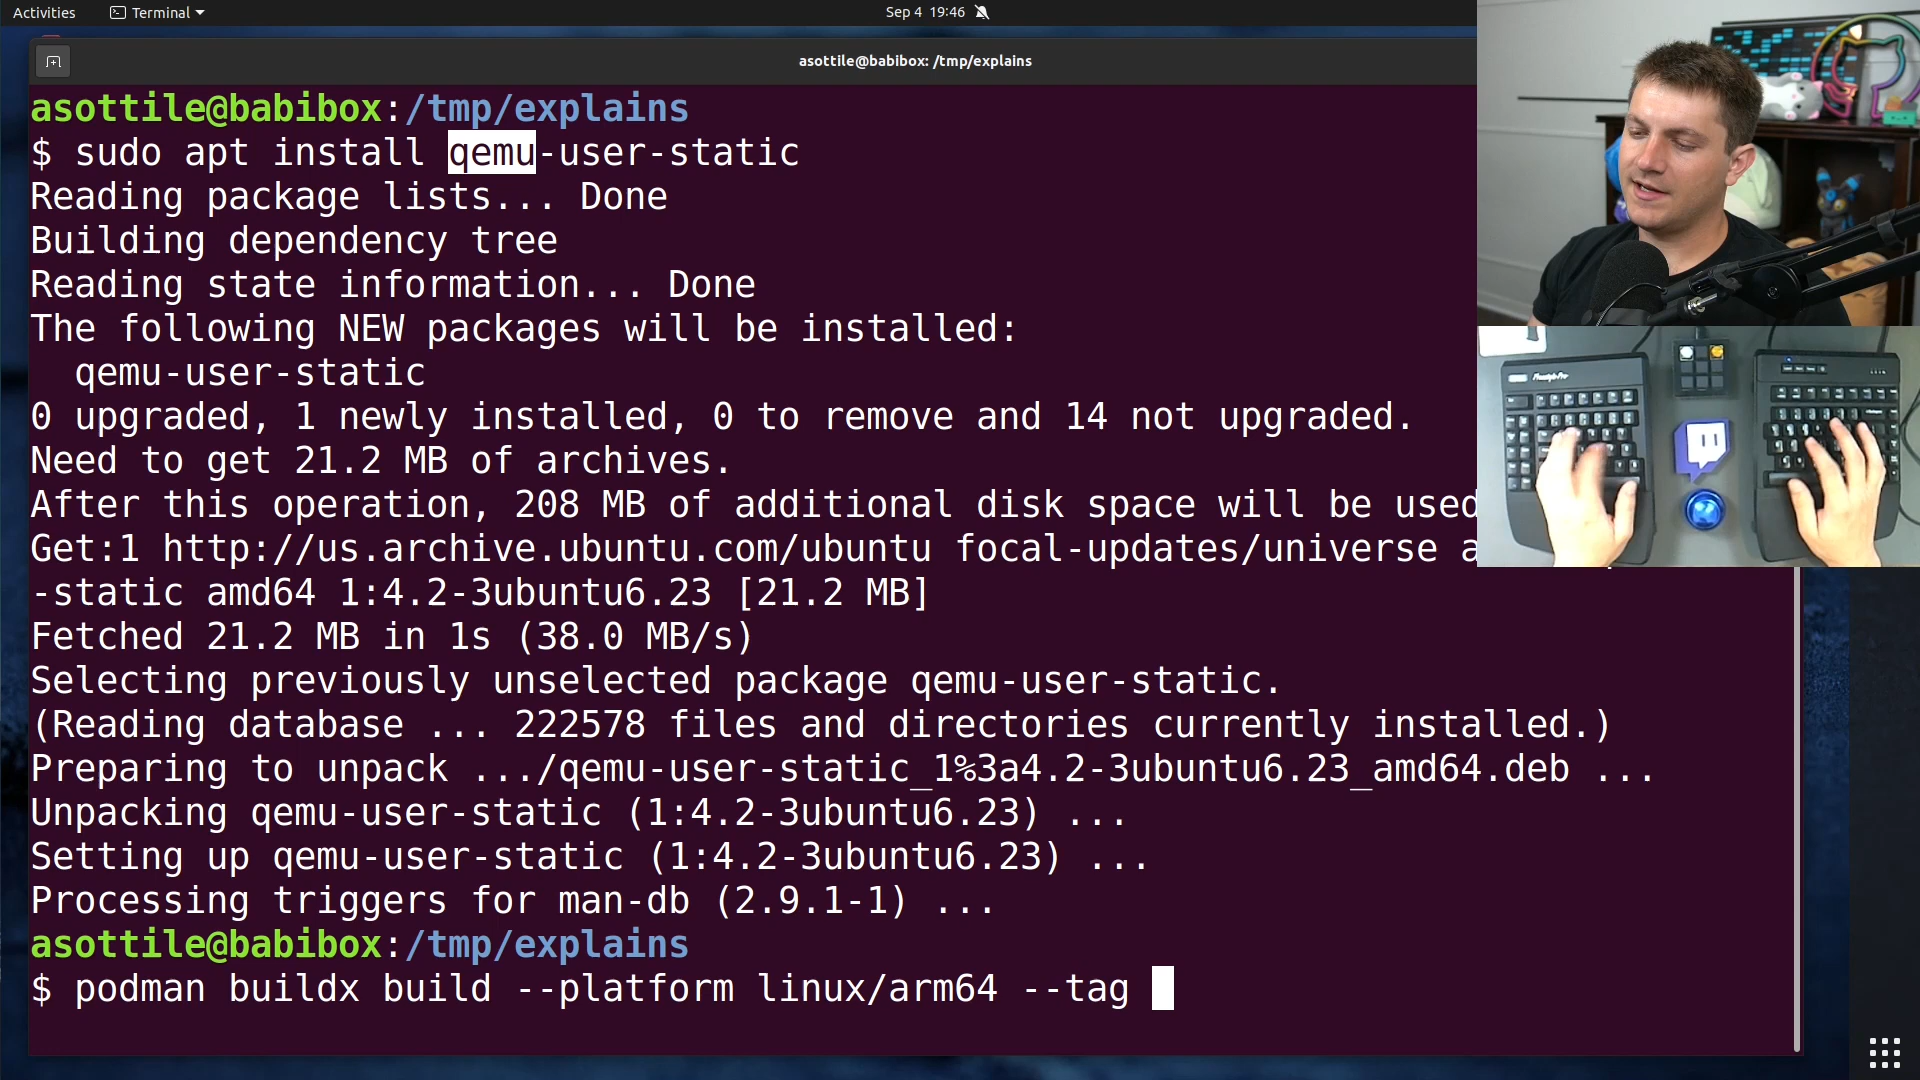 Activities
Terminal
Sep 4 19:46
asottile@babibox: /tmp/explains
asottile@babibox:/tmp/explains
$ sudo apt install qemu-user-static
Reading package lists... Done
Building dependency tree
Reading state information... Done
The following NEW packages will be installed:
  qemu-user-static
0 upgraded, 1 newly installed, 0 to remove and 14 not upgraded.
Need to get 21.2 MB of archives.
After this operation, 208 MB of additional disk space will be used
Get:1 http://us.archive.ubuntu.com/ubuntu focal-updates/universe a
-static amd64 1:4.2-3ubuntu6.23 [21.2 MB]
Fetched 21.2 MB in 1s (38.0 MB/s)
Selecting previously unselected package qemu-user-static.
(Reading database ... 222578 files and directories currently installed.)
Preparing to unpack .../qemu-user-static_1%3a4.2-3ubuntu6.23_amd64.deb ...
Unpacking qemu-user-static (1:4.2-3ubuntu6.23) ...
Setting up qemu-user-static (1:4.2-3ubuntu6.23) ...
Processing triggers for man-db (2.9.1-1) ...
asottile@babibox:/tmp/explains
$ podman buildx build --platform linux/arm64 --tag